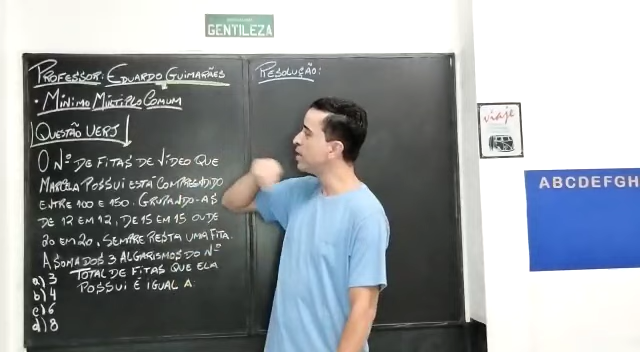 GENTILEZA
PROFESSOR: EDUARDO GUIMARÃES
• MÍNIMO MÚLTIPLO COMUM
QUESTÃO UERJ
O Nº DE FITAS DE VÍDEO QUE
MARCELA POSSUI ESTÁ COMPREENDIDO
ENTRE 100 E 150. GRUPANDO-AS
DE 12 EM 12, DE 15 EM 15 OU DE
20 EM 20, SEMPRE RESTA UMA FITA.
A SOMA DOS 3 ALGARISMOS DO Nº
TOTAL DE FITAS QUE ELA
POSSUI É IGUAL A
a) 3
b) 4
c) 6
d) 8
RESOLUÇÃO:
viaje
ABCDEFGH